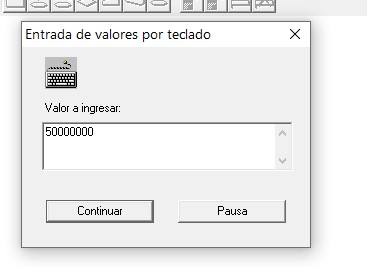 Entrada de valores por teclado
Valor a ingresar:
50000000
Continuar
Pausa